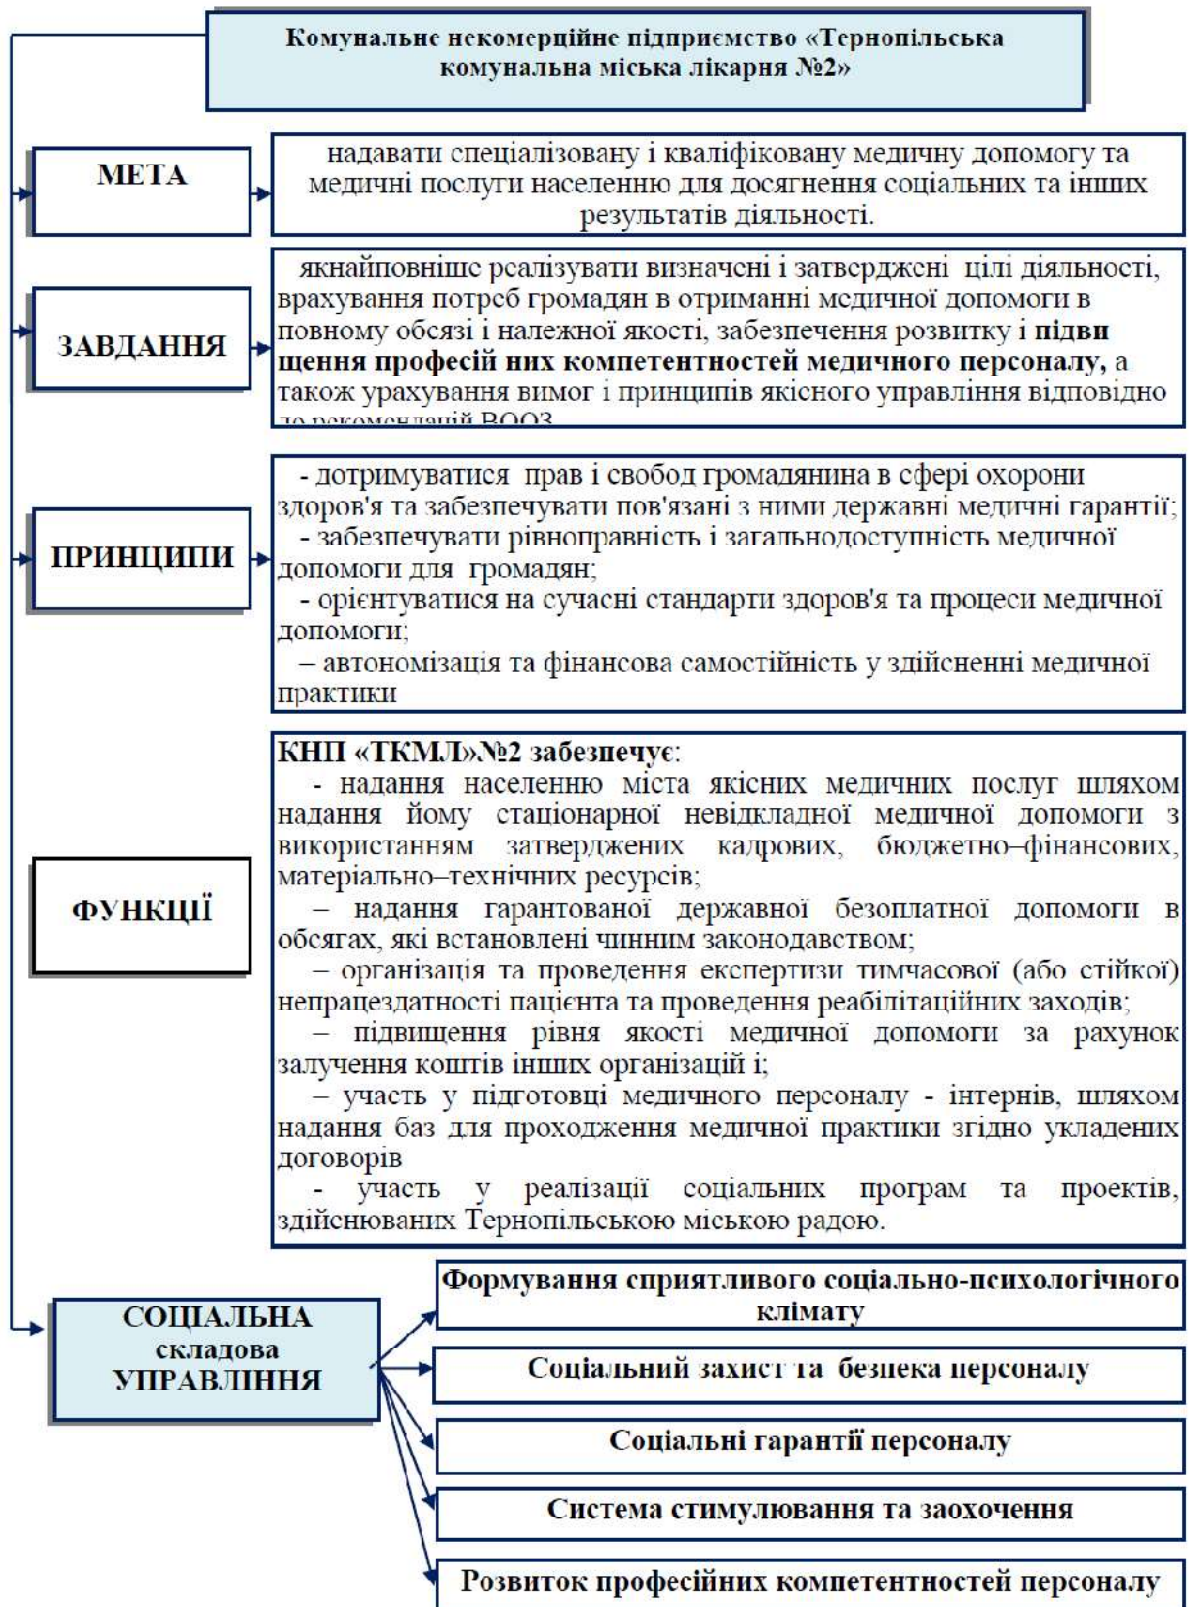 Комунальне некомерційне підприємство «Тернопільська
комунальна міська лікарня №2»
МЕТА
надавати спеціалізовану і кваліфіковану медичну допомогу та
медичні послуги населенню для досягнення соціальних та інших
результатів діяльності.
ЗАВДАННЯ
якнайповніше реалізувати визначені і затверджені цілі діяльності,
врахування потреб громадян в отриманні медичної допомоги в
повному обсязі і належної якості, забезпечення розвитку і підви
щення професій них компетентностей медичного персоналу, а
також урахування вимог і принципів якісного управління відповідно
до рекомендацій ВООЗ
ПРИНЦИПИ
- дотримуватися прав і свобод громадянина в сфері охорони
здоров'я та забезпечувати пов'язані з ними державні медичні гарантії;
- забезпечувати рівноправність і загальнодоступність медичної
допомоги для громадян;
- орієнтуватися на сучасні стандарти здоров'я та процеси медичної
допомоги;
– автономізація та фінансова самостійність у здійсненні медичної
практики
ФУНКЦІЇ
КНП «ТКМЛ»№2 забезпечує:
- надання населенню міста якісних медичних послуг шляхом
надання йому стаціонарної невідкладної медичної допомоги з
використанням затверджених кадрових, бюджетно–фінансових,
матеріально–технічних ресурсів;
– надання гарантованої державної безоплатної допомоги в
обсягах, які встановлені чинним законодавством;
– організація та проведення експертизи тимчасової (або стійкої)
непрацездатності пацієнта та проведення реабілітаційних заходів;
– підвищення рівня якості медичної допомоги за рахунок
залучення коштів інших організацій і;
– участь у підготовці медичного персоналу - інтернів, шляхом
надання баз для проходження медичної практики згідно укладених
договорів
- участь у реалізації соціальних програм та проектів,
здійснюваних Тернопільською міською радою.
СОЦІАЛЬНА
складова
УПРАВЛІННЯ
Формування сприятливого соціально-психологічного
клімату
Соціальний захист та безпека персоналу
Соціальні гарантії персоналу
Система стимулювання та заохочення
Розвиток професійних компетентностей персоналу